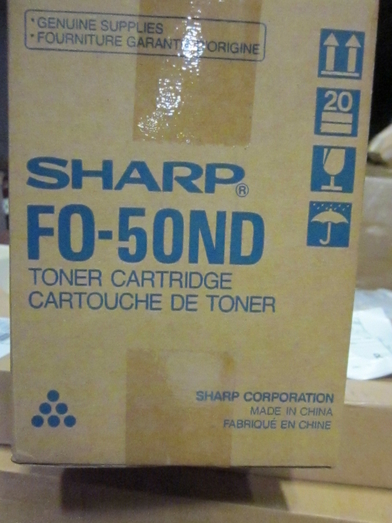 * GENUINE SUPPLIES
* FOURNITURE GARANTIE D'ORIGINE
20
SHARP®
FO-50ND
TONER CARTRIDGE
CARTOUCHE DE TONER
SHARP CORPORATION
MADE IN CHINA
FABRIQUÉ EN CHINE